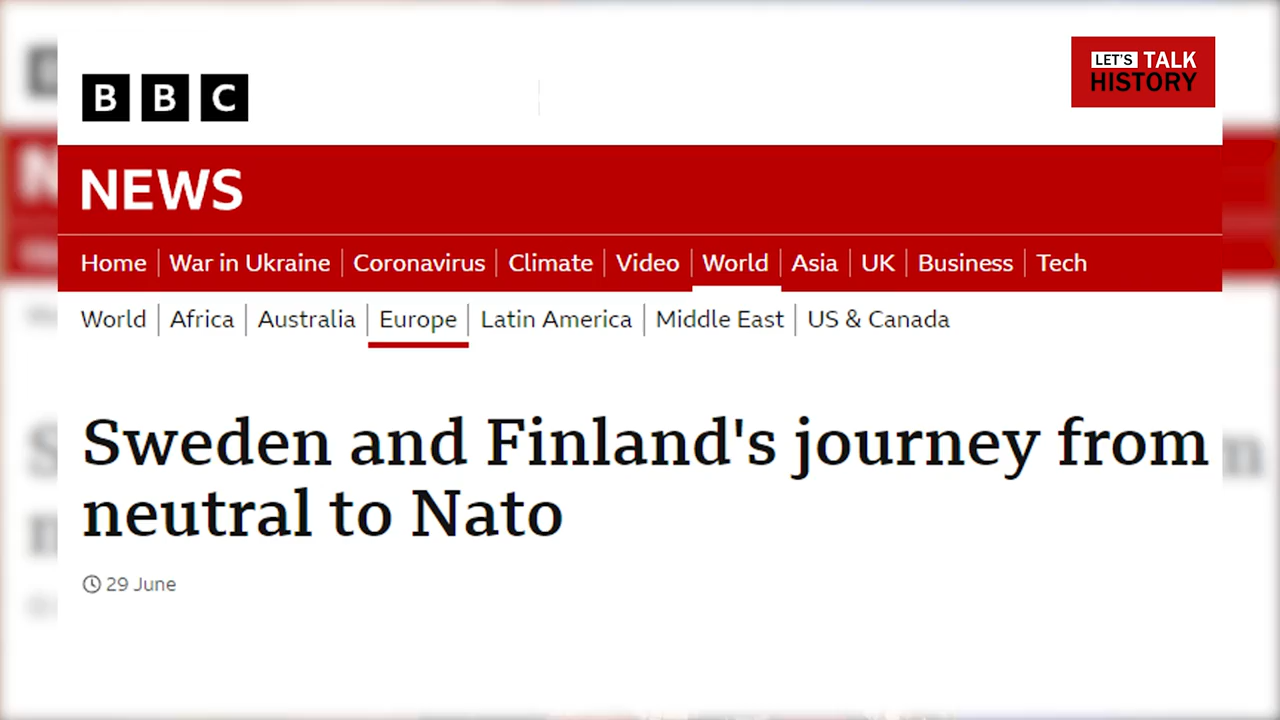 BBC
LET'S TALK
HISTORY
NEWS
Home War in Ukraine Coronavirus Climate Video World Asia UK Business Tech
World Africa Australia Europe Latin America Middle East US & Canada
Sweden and Finland's journey from
neutral to Nato
29 June